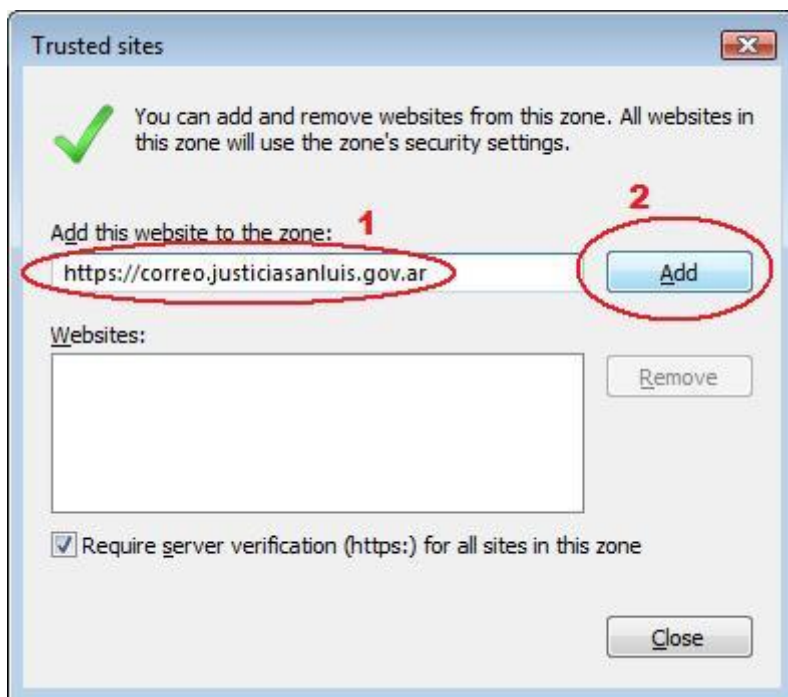 Trusted sites
You can add and remove websites from this zone. All websites in
this zone will use the zone's security settings.
Add this website to the zone:
1
2
https://correo.justiciasanluis.gov.ar
Add
Websites:
Remove
Require server verification (https:) for all sites in this zone
Close